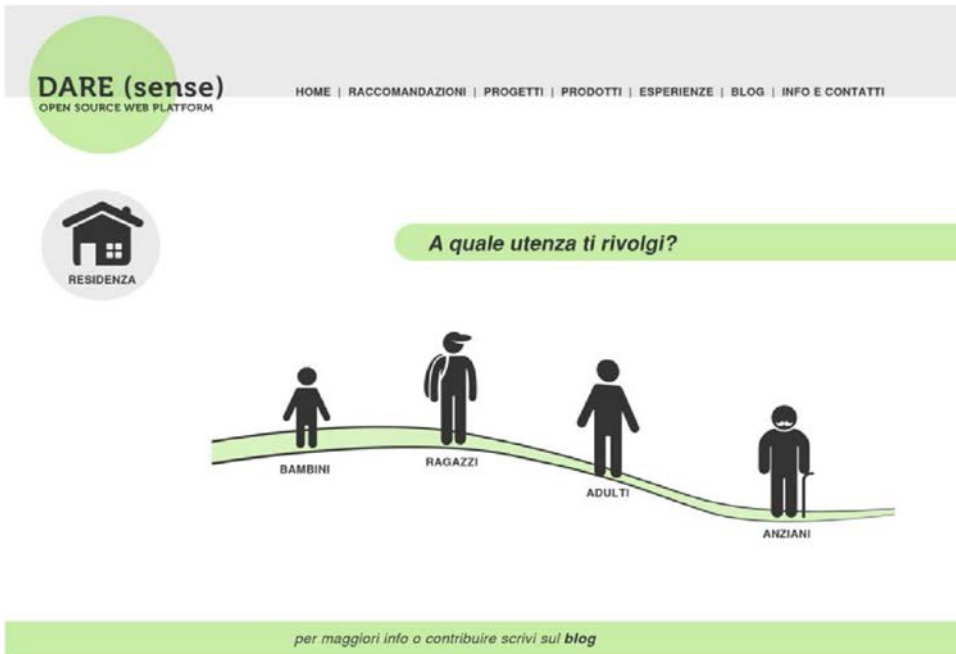 DARE (sense)
OPEN SOURCE WEB PLATFORM
HOME | RACCOMANDAZIONI | PROGETTI | PRODOTTI | ESPERIENZE | BLOG | INFO E CONTATTI
RESIDENZA
A quale utenza ti rivolgi?
BAMBINI
RAGAZZI
ADULTI
ANZIANI
per maggiori info o contribuire scrivi sul blog